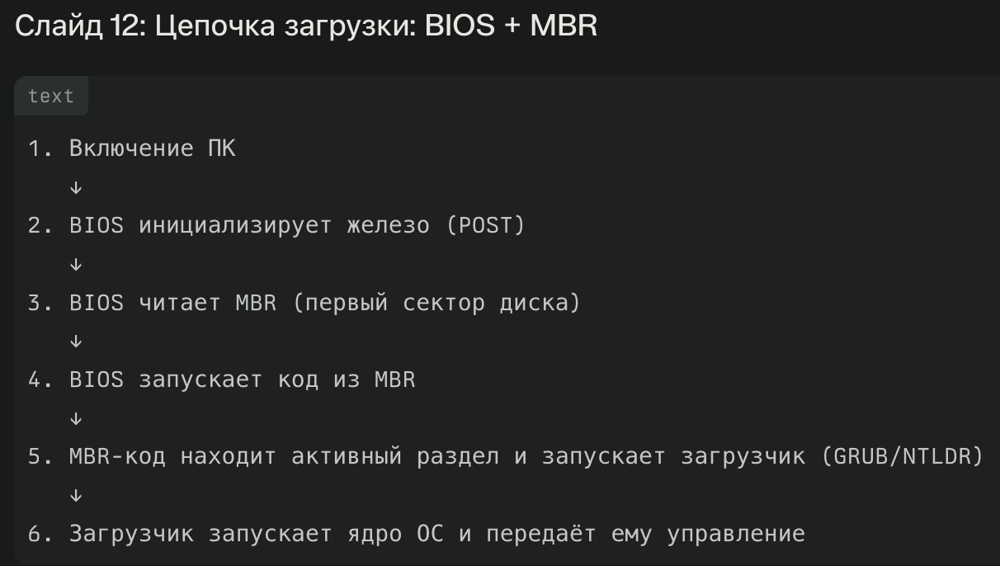 Слайд 12: Цепочка загрузки: BIOS + MBR
text
1. Включение ПК
↓
2. BIOS инициализирует железо (POST)
↓
3. BIOS читает MBR (первый сектор диска)
↓
4. BIOS запускает код из MBR
↓
5. MBR-код находит активный раздел и запускает загрузчик (GRUB/NTLDR)
↓
6. Загрузчик запускает ядро ОС и передаёт ему управление